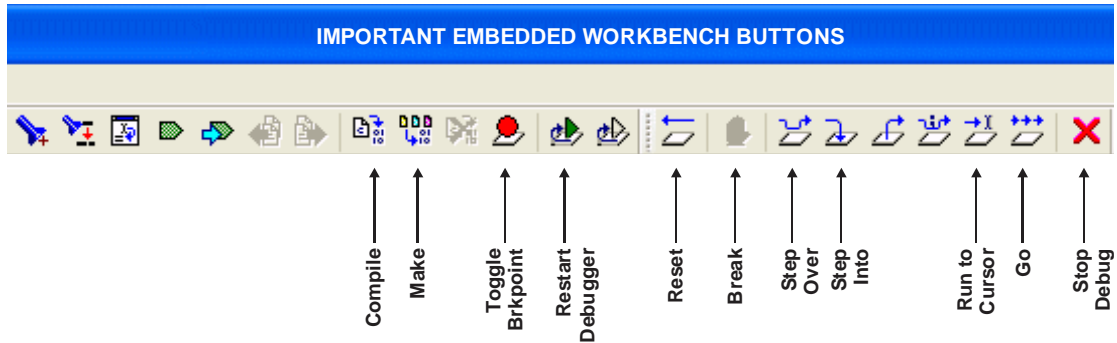 IMPORTANT EMBEDDED WORKBENCH BUTTONS
Compile
Make
Toggle
Brkpoint
Restart
Debugger
Reset
Break
Step
Over
Step
Into
Run to
Cursor
Go
Stop
Debug